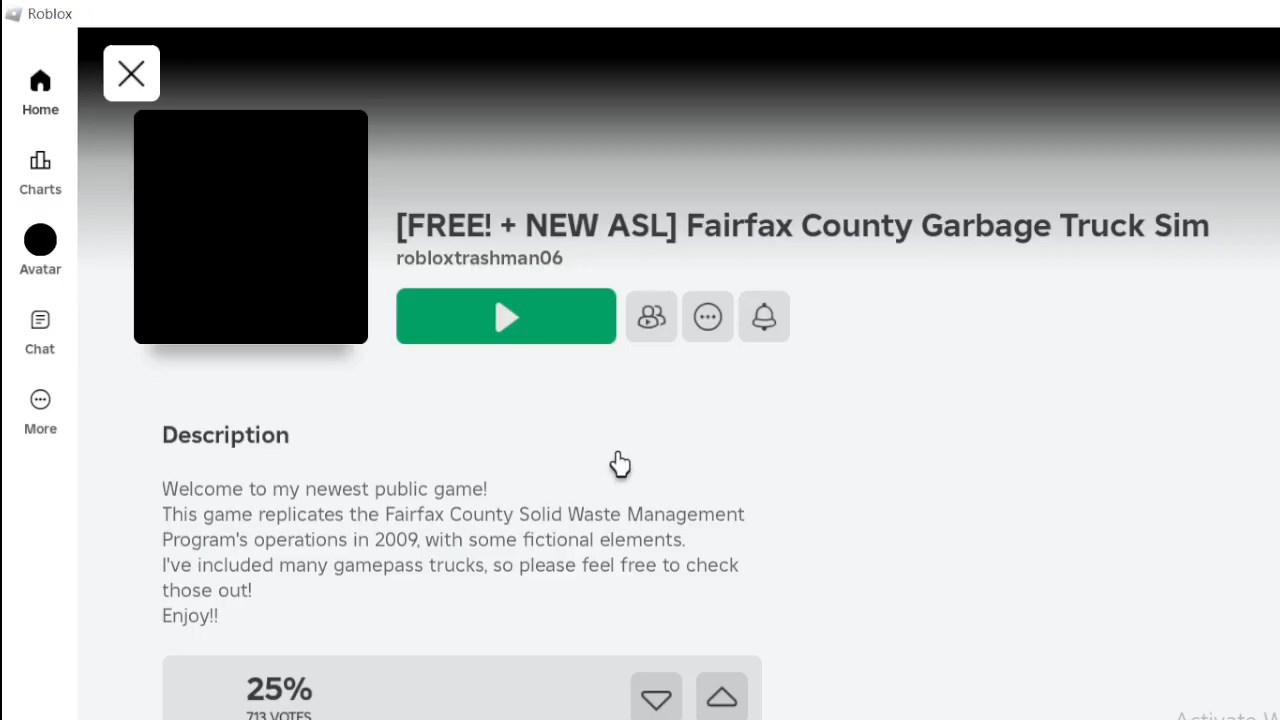 Roblox
Home
Charts
Avatar
Chat
More
[FREE! + NEW ASL] Fairfax County Garbage Truck Sim
robloxtrashman06
Description
Welcome to my newest public game!
This game replicates the Fairfax County Solid Waste Management
Program's operations in 2009, with some fictional elements.
I've included many gamepass trucks, so please feel free to check
those out!
Enjoy!!
25%
713 VOTES
Activate